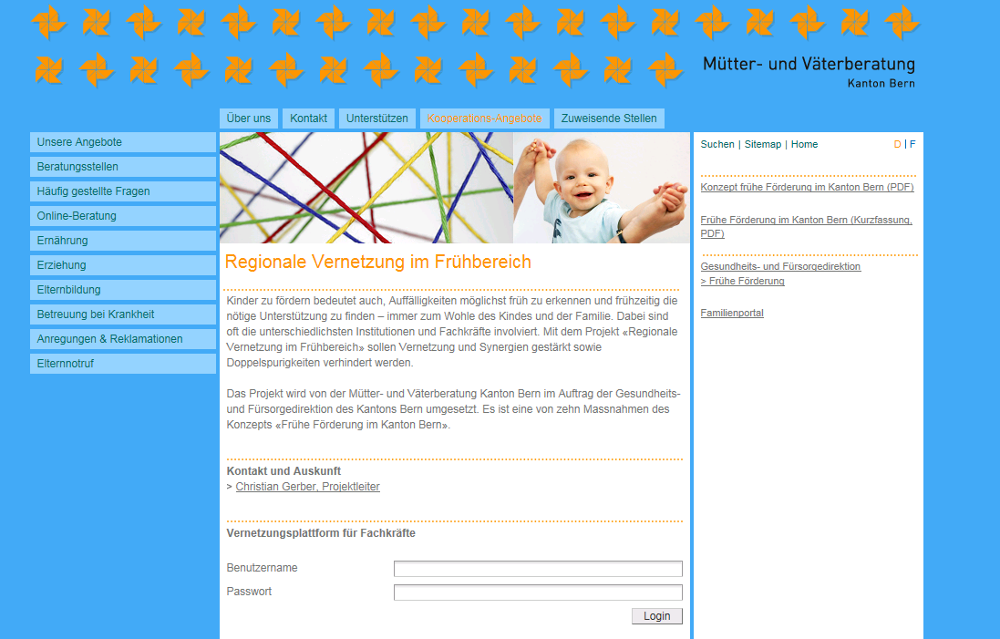 Mütter- und Väterberatung
Kanton Bern
Über uns
Kontakt
Unterstützen
Kooperations-Angebote
Zuweisende Stellen
Unsere Angebote
Beratungsstellen
Häufig gestellte Fragen
Online-Beratung
Ernährung
Erziehung
Elternbildung
Betreuung bei Krankheit
Anregungen & Reklamationen
Elternnotruf
Regionale Vernetzung im Frühbereich
Kinder zu fördern bedeutet auch, Auffälligkeiten möglichst früh zu erkennen und frühzeitig die
nötige Unterstützung zu finden – immer zum Wohle des Kindes und der Familie. Dabei sind
oft die unterschiedlichsten Institutionen und Fachkräfte involviert. Mit dem Projekt «Regionale
Vernetzung im Frühbereich» sollen Vernetzung und Synergien gestärkt sowie
Doppelspurigkeiten verhindert werden.
Das Projekt wird von der Mütter- und Väterberatung Kanton Bern im Auftrag der Gesundheits-
und Fürsorgedirektion des Kantons Bern umgesetzt. Es ist eine von zehn Massnahmen des
Konzepts «Frühe Förderung im Kanton Bern».
Kontakt und Auskunft
> Christian Gerber, Projektleiter
Vernetzungsplattform für Fachkräfte
Benutzername
Passwort
Login
Suchen | Sitemap | Home
D | F
Konzept frühe Förderung im Kanton Bern (PDF)
Frühe Förderung im Kanton Bern (Kurzfassung,
PDF)
Gesundheits- und Fürsorgedirektion
> Frühe Förderung
Familienportal